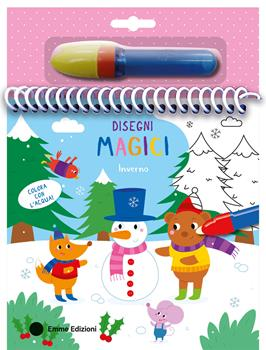 DISEGNI
MAGICI
Inverno
COLORA CON
L'ACQUA!
Emme Edizioni